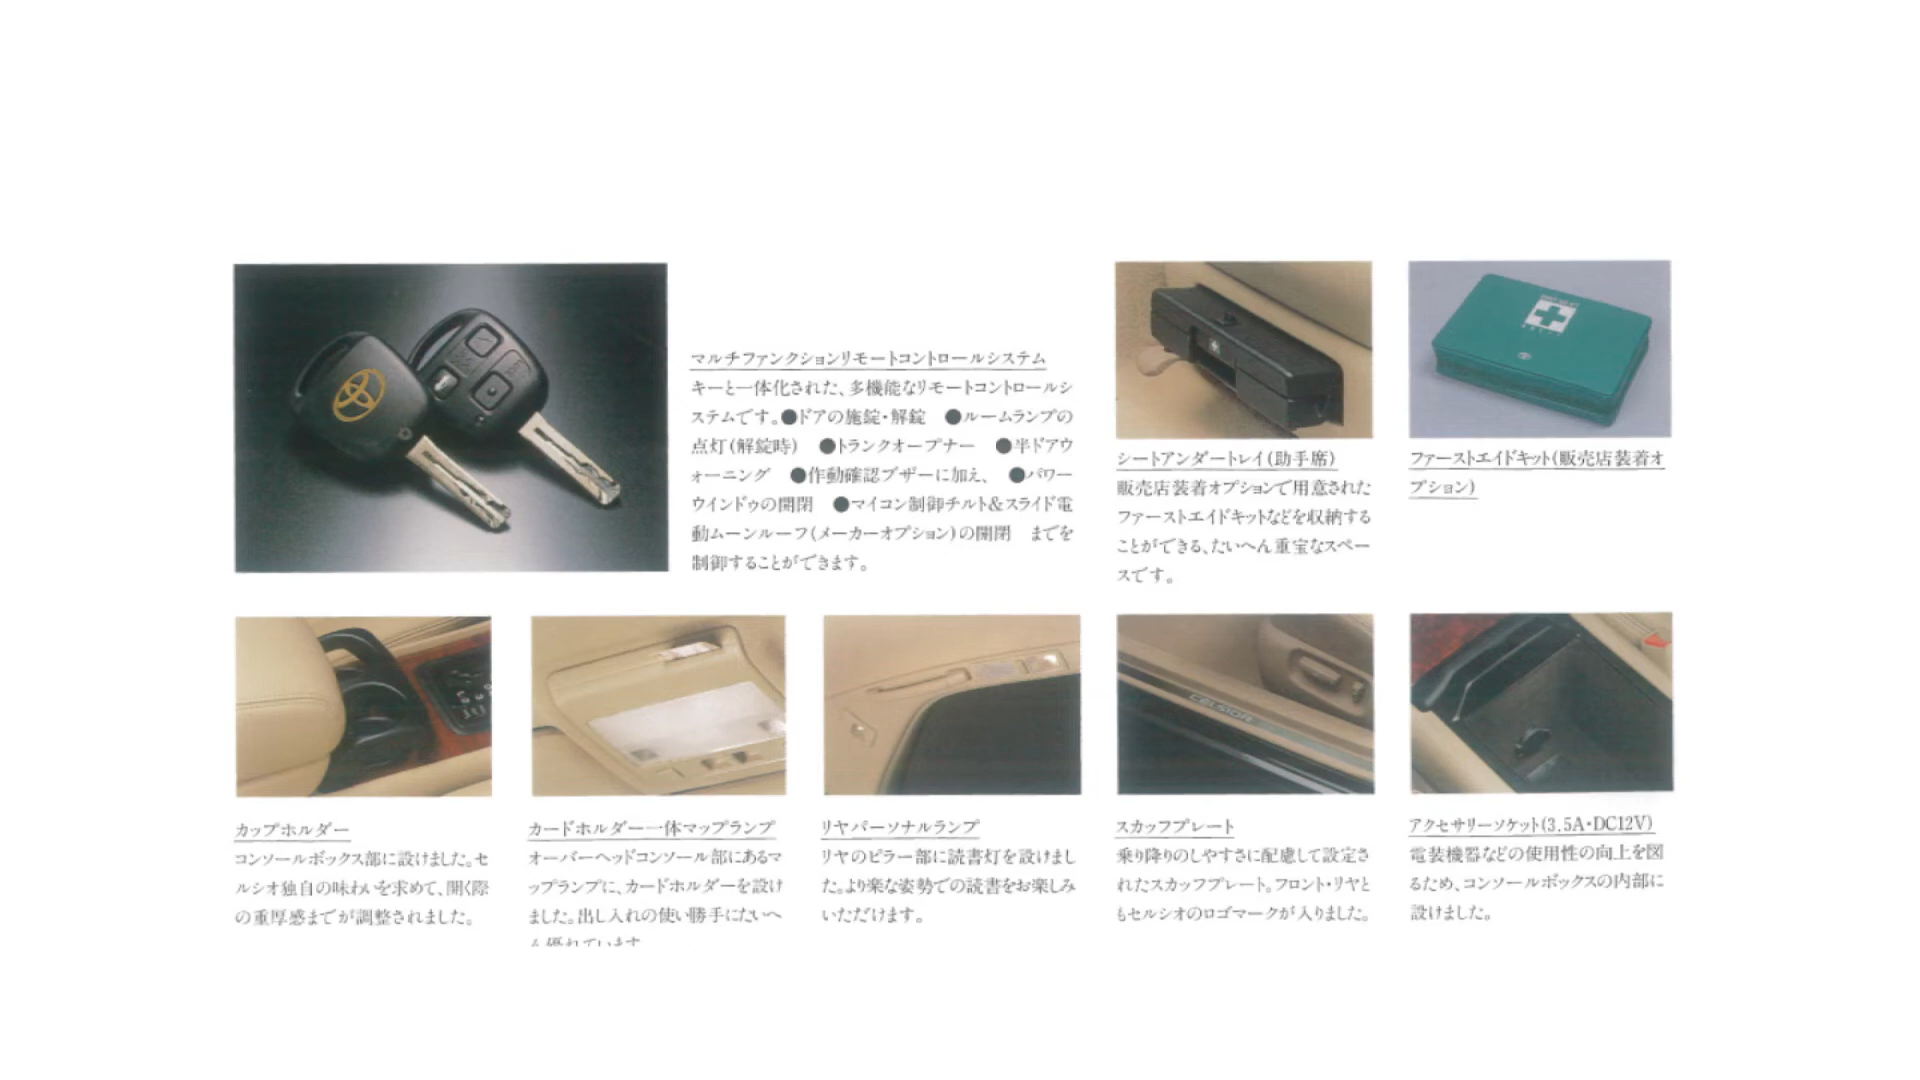 マルチファンクションリモートコントロールシステム
キーと一体化された、多機能なリモートコントロールシ
ステムです。●ドアの施錠・解錠　●ルームランプの
点灯(解錠時)　●トランクオープナー　●半ドアウ
ォーニング　●作動確認ブザーに加え、　●パワー
ウインドゥの開閉　●マイコン制御チルト&スライド電
動ムーンルーフ(メーカーオプション)の開閉　までを
制御することができます。
シートアンダートレイ(助手席)
販売店装着オプションで用意された
ファーストエイドキットなどを収納する
ことができる、たいへん重宝なスペー
スです。
ファーストエイドキット(販売店装着オ
プション)
CELSIOR
カップホルダー
コンソールボックス部に設けました。セ
ルシオ独自の味わいを求めて、開く際
の重厚感までが調整されました。
カードホルダー一体マップランプ
オーバーヘッドコンソール部にあるマ
ップランプに、カードホルダーを設け
ました。出し入れの使い勝手にたいへ
ん優れています
リヤパーソナルランプ
リヤのピラー部に読書灯を設けまし
た。より楽な姿勢での読書をお楽しみ
いただけます。
スカッフプレート
乗り降りのしやすさに配慮して設定さ
れたスカッフプレート。フロント・リヤと
もセルシオのロゴマークが入りました。
アクセサリーソケット(3.5A・DC12V)
電装機器などの使用性の向上を図
るため、コンソールボックスの内部に
設けました。